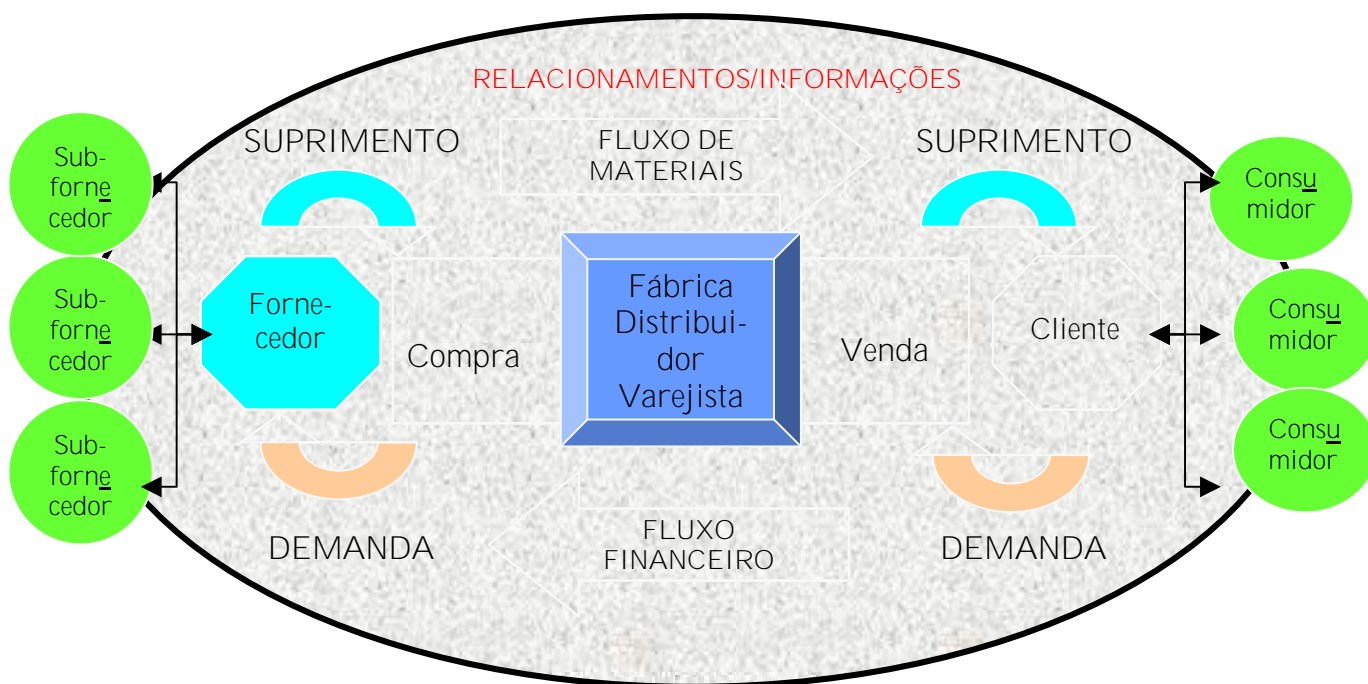 RELACIONAMENTOS/INFORMAÇÕES
SUPRIMENTO
FLUXO DE
MATERIAIS
SUPRIMENTO
Sub-
forne
cedor
Sub-
forne
cedor
Sub-
forne
cedor
Forne-
cedor
Compra
Fábrica
Distribui-
dor
Varejista
Venda
Cliente
Consu
midor
Consu
midor
Consu
midor
DEMANDA
FLUXO
FINANCEIRO
DEMANDA